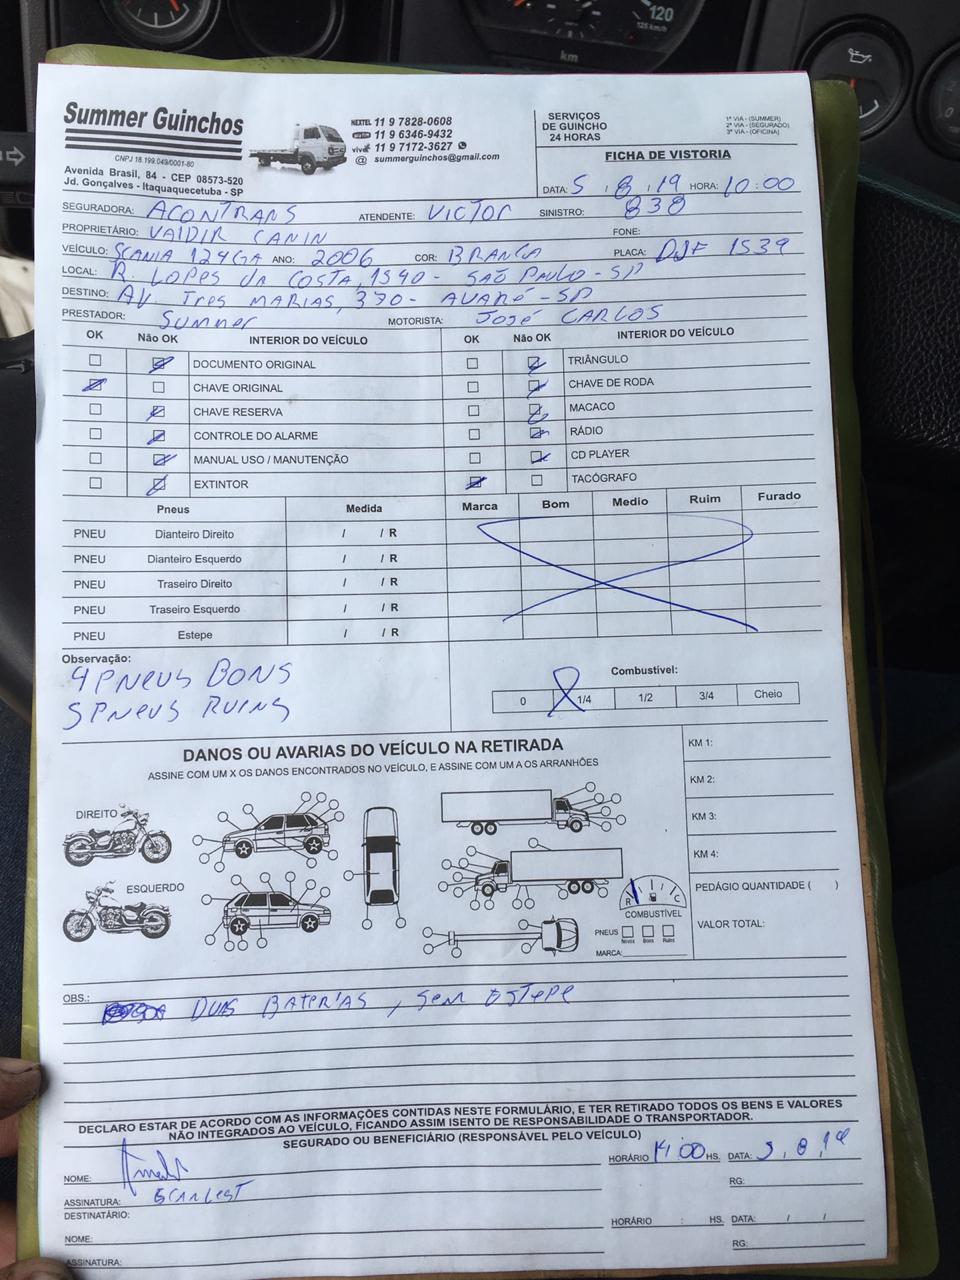 Summer Guinchos
CNPJ 18.199.049/0001-80
Avenida Brasil, 84 - CEP 08573-520
Jd. Gonçalves - Itaquaquecetuba - SP
NEXTEL 11 9 7828-0608
11 9 6346-9432
vivo 11 9 7172-3627
@ summerguinchos@gmail.com
SERVIÇOS DE GUINCHO 24 HORAS
1ª VIA - (SUMMER)
2ª VIA - (SEGURADO)
3ª VIA - (OFICINA)
FICHA DE VISTORIA
DATA: 5 , 8 , 19 HORA: 10:00
SEGURADORA: ACONTRANS ATENDENTE: VICTOR SINISTRO: 838
PROPRIETÁRIO: VALDIR CANIN FONE:
VEÍCULO: SCANIA 124GA ANO: 2006 COR: BRANCA PLACA: DJF 1539
LOCAL: R. LOPES DA COSTA, 1540 - SAÕ PAULO - SP
DESTINO: AV. TRES MARIAS, 370 - AVARÉ - SP
PRESTADOR: SUMMER MOTORISTA: JOSÉ CARLOS
OK Não OK INTERIOR DO VEÍCULO OK Não OK INTERIOR DO VEÍCULO
DOCUMENTO ORIGINAL TRIÂNGULO
CHAVE ORIGINAL CHAVE DE RODA
CHAVE RESERVA MACACO
CONTROLE DO ALARME RÁDIO
MANUAL USO / MANUTENÇÃO CD PLAYER
EXTINTOR TACÓGRAFO
Pneus Medida Marca Bom Medio Ruim Furado
PNEU Dianteiro Direito / / R
PNEU Dianteiro Esquerdo / / R
PNEU Traseiro Direito / / R
PNEU Traseiro Esquerdo / / R
PNEU Estepe / / R
Observação:
4 PNEUS BONS
5 PNEUS RUINS
Combustível:
0 1/4 1/2 3/4 Cheio
DANOS OU AVARIAS DO VEÍCULO NA RETIRADA
ASSINE COM UM X OS DANOS ENCONTRADOS NO VEÍCULO, E ASSINE COM UM A OS ARRANHÕES
KM 1:
KM 2:
KM 3:
KM 4:
DIREITO
ESQUERDO
R C
COMBUSTÍVEL
PNEUS
Novos Bons Ruins
MARCA:
PEDÁGIO QUANTIDADE ( )
VALOR TOTAL:
OBS.: DUAS BATERIAS, SEM ESTEPE
DECLARO ESTAR DE ACORDO COM AS INFORMAÇÕES CONTIDAS NESTE FORMULÁRIO, E TER RETIRADO TODOS OS BENS E VALORES
NÃO INTEGRADOS AO VEÍCULO, FICANDO ASSIM ISENTO DE RESPONSABILIDADE O TRANSPORTADOR.
SEGURADO OU BENEFICIÁRIO (RESPONSÁVEL PELO VEÍCULO)
NOME: HORÁRIO 14:00 HS. DATA: 5 , 8 , 19
ASSINATURA: RG:
DESTINATÁRIO:
HORÁRIO : HS. DATA: / /
NOME:
RG:
ASSINATURA: